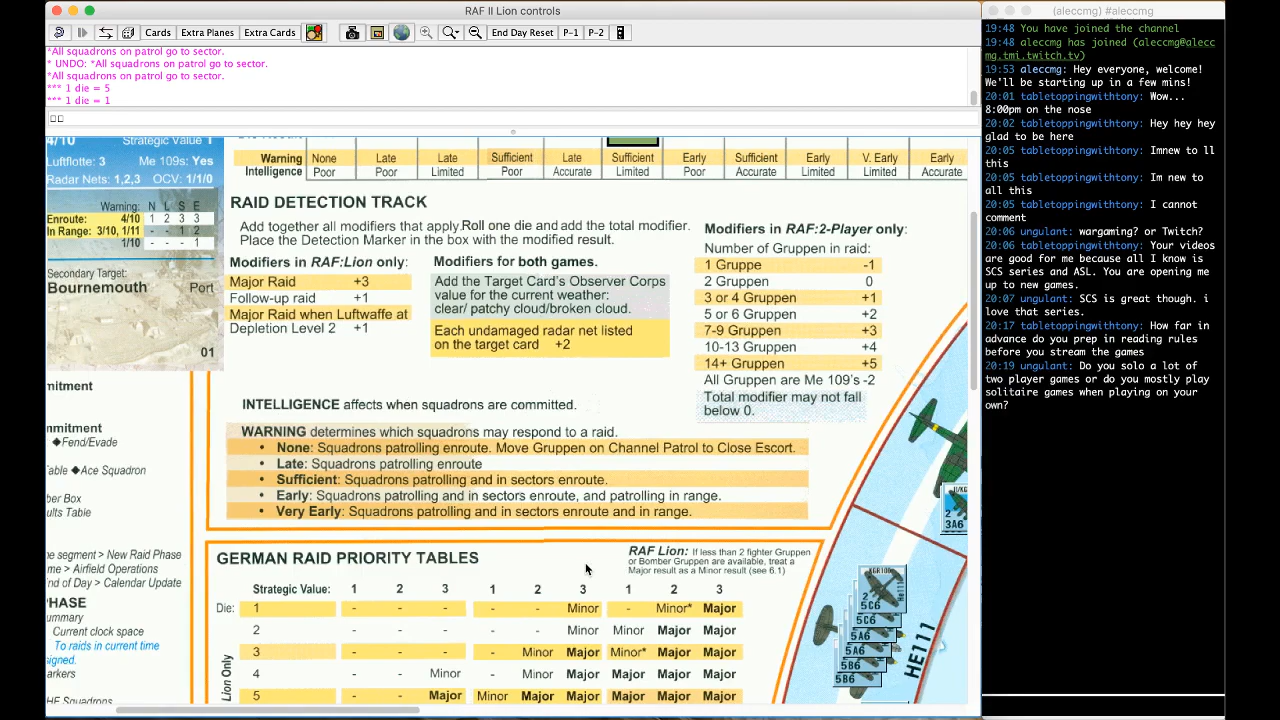 RAF II Lion controls
Cards Extra Planes Extra Cards End Day Reset P-1 P-2
*All squadrons on patrol go to sector.
* UNDO: *All squadrons on patrol go to sector.
*All squadrons on patrol go to sector.
*** 1 die = 5
*** 1 die = 1
4/10 Strategic Value 1
Luftflotte: 3 Me 109s: Yes
Radar Nets: 1,2,3 OCV: 1/1/0
Warning: N L S E
Enroute: 4/10 1 2 3 3
In Range: 3/10, 1/11 - - 1 2
1/10 - - - 1
Secondary Target:
Bournemouth Port
01
Warning None Late Late Sufficient Late Sufficient Early Sufficient Early V. Early Early
Intelligence Poor Poor Limited Poor Accurate Limited Poor Accurate Limited Limited Accurate
RAID DETECTION TRACK
Add together all modifiers that apply.Roll one die and add the total modifier.
Place the Detection Marker in the box with the modified result.
Modifiers in RAF:Lion only:
Major Raid +3
Follow-up raid +1
Major Raid when Luftwaffe at
Depletion Level 2 +1
Modifiers for both games.
Add the Target Card's Observer Corps
value for the current weather:
clear/ patchy cloud/broken cloud.
Each undamaged radar net listed
on the target card +2
Modifiers in RAF:2-Player only:
Number of Gruppen in raid:
1 Gruppe -1
2 Gruppen 0
3 or 4 Gruppen +1
5 or 6 Gruppen +2
7-9 Gruppen +3
10-13 Gruppen +4
14+ Gruppen +5
All Gruppen are Me 109's -2
Total modifier may not fall
below 0.
INTELLIGENCE affects when squadrons are committed.
WARNING determines which squadrons may respond to a raid.
• None: Squadrons patrolling enroute. Move Gruppen on Channel Patrol to Close Escort.
• Late: Squadrons patrolling enroute
• Sufficient: Squadrons patrolling and in sectors enroute.
• Early: Squadrons patrolling and in sectors enroute, and patrolling in range.
• Very Early: Squadrons patrolling and in sectors enroute and in range.
mitment
mmitment
◆Fend/Evade
able ◆Ace Squadron
ber Box
ults Table
e segment > New Raid Phase
me > Airfield Operations
nd of Day > Calendar Update
PHASE
ummary
Current clock space
To raids in current time
signed.
arkers
HE Squadrons
GERMAN RAID PRIORITY TABLES
RAF Lion: If less than 2 fighter Gruppen
or Bomber Gruppen are available, treat a
Major result as a Minor result (see 6.1)
Strategic Value: 1 2 3 1 2 3 1 2 3
Die: 1 - - - - - Minor - Minor* Major
2 - - - - - Minor Minor Major Major
3 - - - - Minor Major Minor* Major Major
4 - - Minor - Minor Major Major Major Major
5 - - Major Minor Major Major Major Major Major
Lion Only
2
3A6
KGR100
2
5C6
5C6
5A6
5A6
5B6
5B6
HE111
(aleccmg) #aleccmg
19:48 You have joined the channel
19:48 aleccmg has joined (aleccmg@alecc
mg.tmi.twitch.tv)
19:53 aleccmg: Hey everyone, welcome!
We'll be starting up in a few mins!
20:01 tabletoppingwithtony: Wow...
8:00pm on the nose
20:02 tabletoppingwithtony: Hey hey hey
glad to be here
20:05 tabletoppingwithtony: Imnew to ll
this
20:05 tabletoppingwithtony: Im new to
all this
20:05 tabletoppingwithtony: I cannot
comment
20:06 ungulant: wargaming? or Twitch?
20:06 tabletoppingwithtony: Your videos
are good for me because all I know is
SCS series and ASL. You are opening me
up to new games.
20:07 ungulant: SCS is great though. i
love that series.
20:17 tabletoppingwithtony: How far in
advance do you prep in reading rules
before you stream the games
20:19 ungulant: Do you solo a lot of
two player games or do you mostly play
solitaire games when playing on your
own?